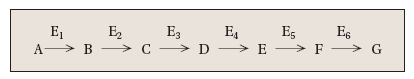 E₁ E₂ E₃ E₄ E₅ E₆
A → B → C → D → E → F → G